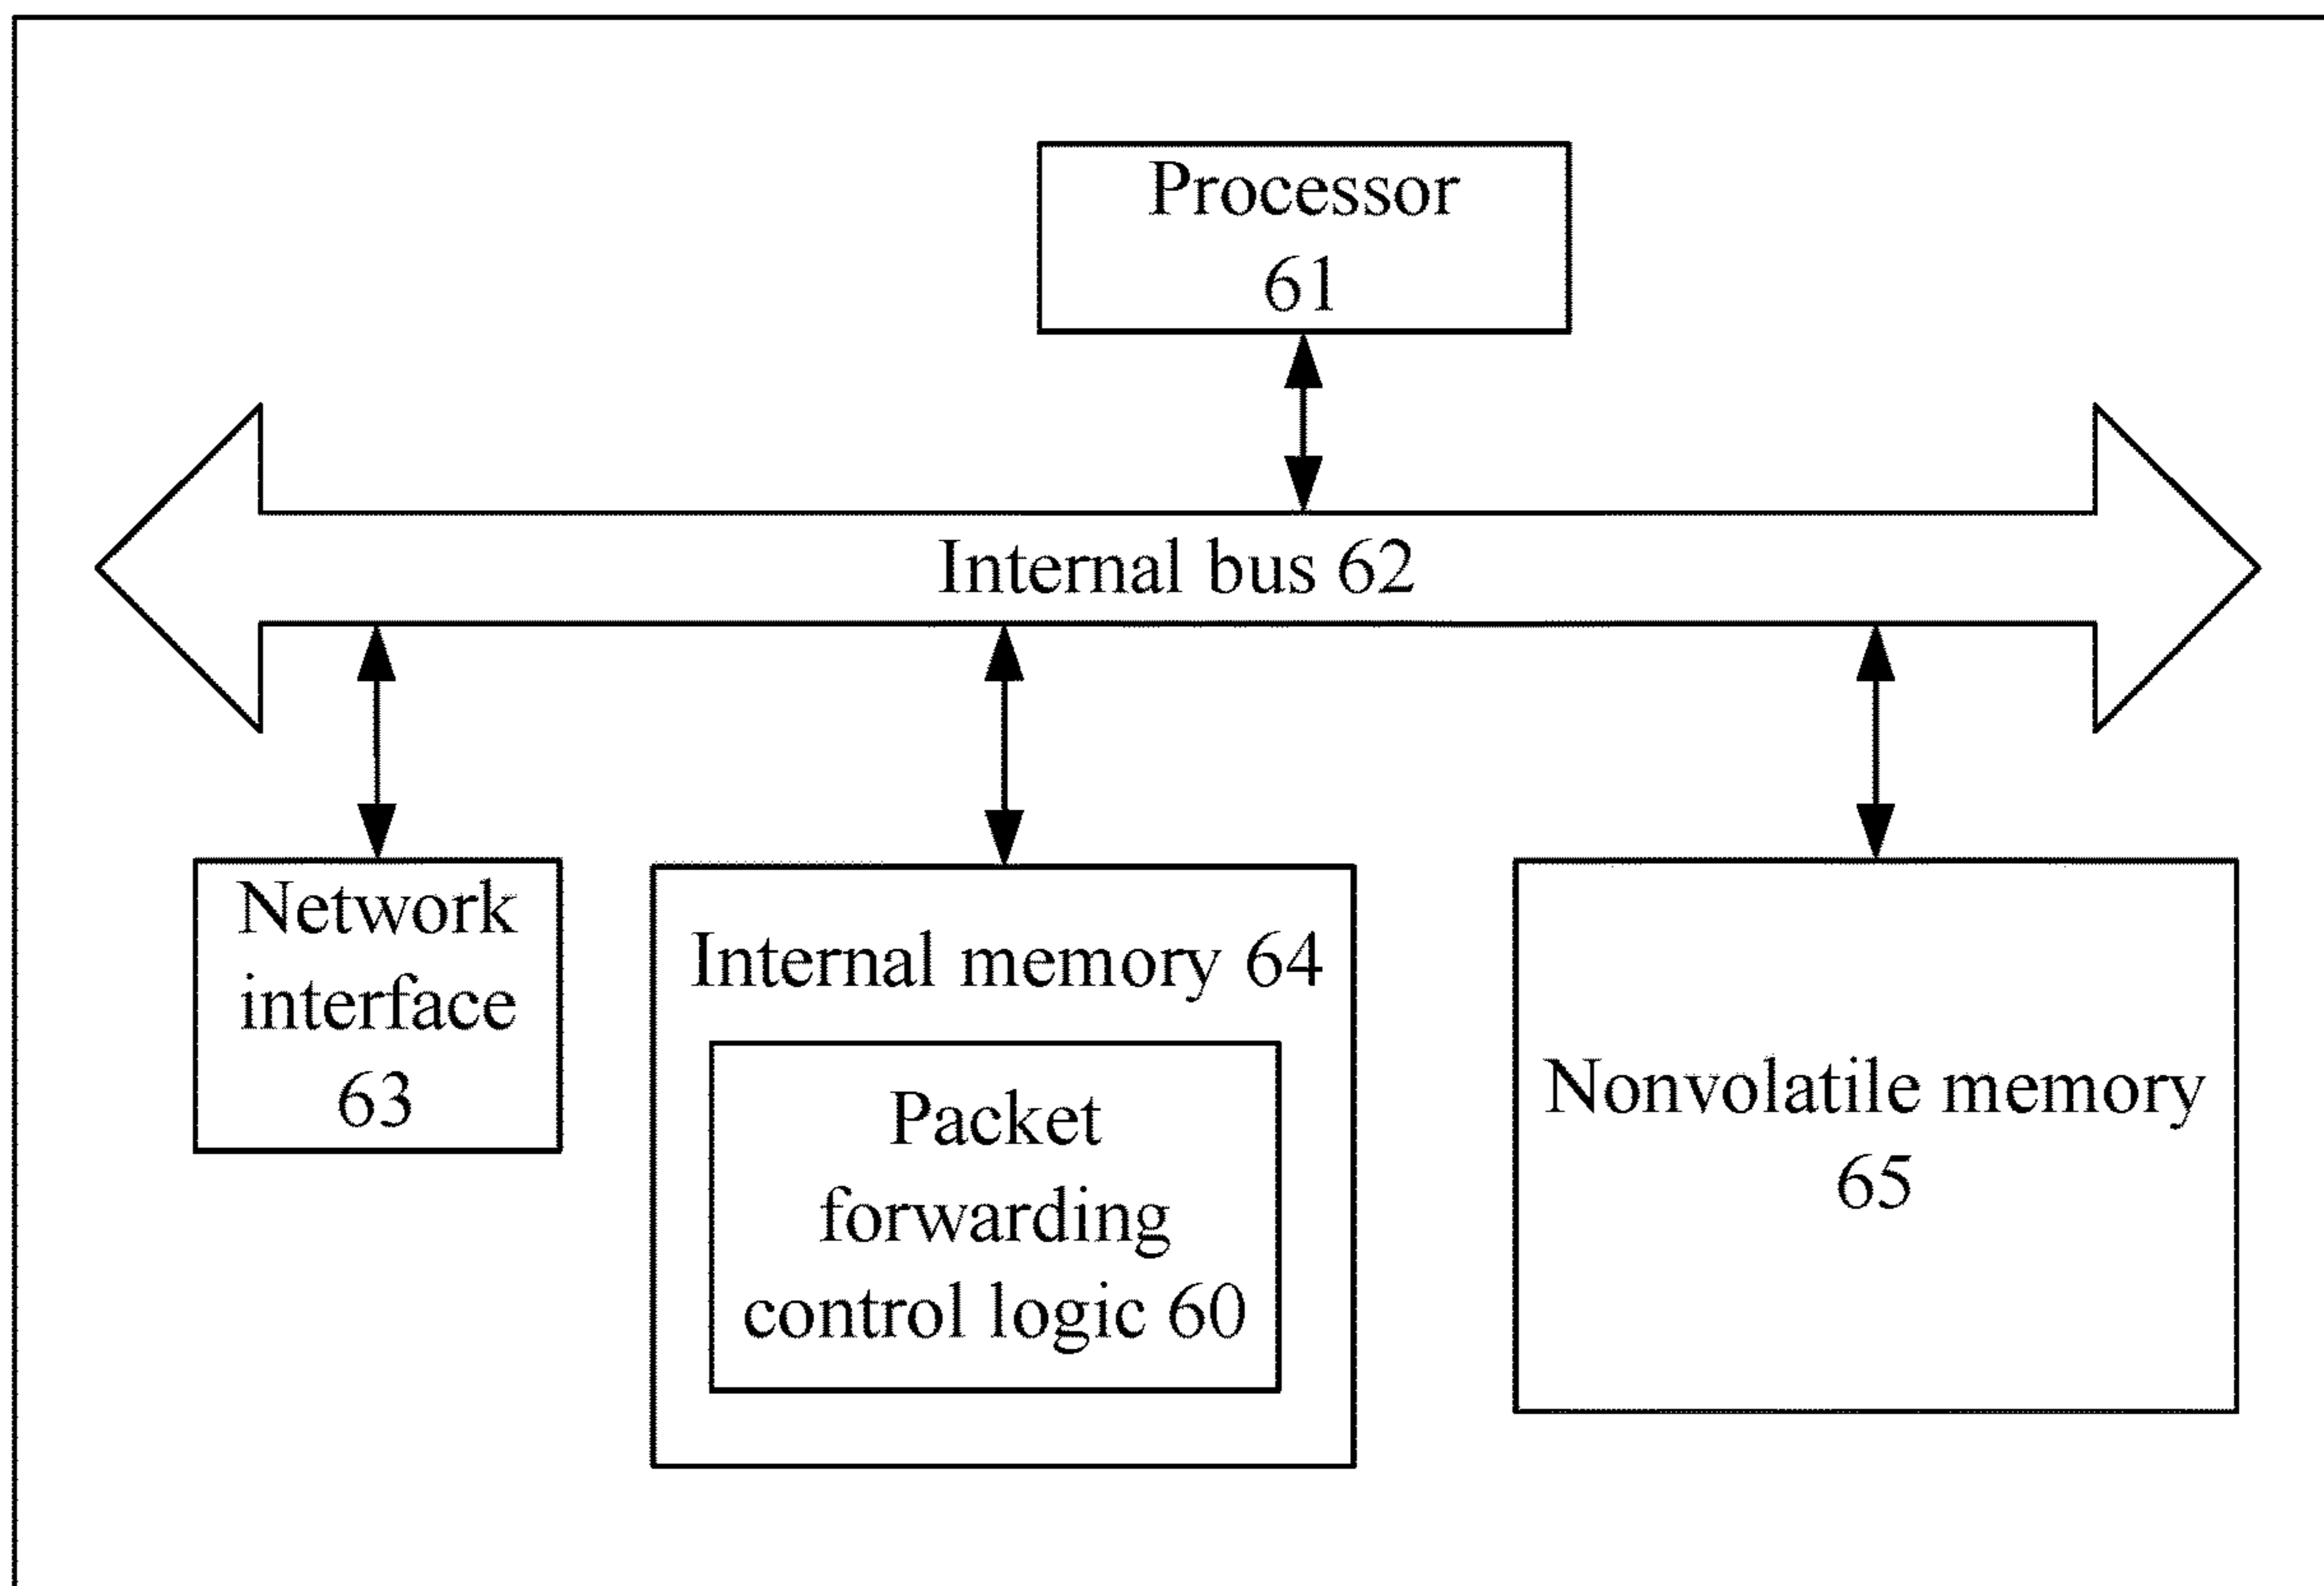 Processor
61
Internal bus 62
Network
interface
63
Internal memory 64
Packet
forwarding
control logic 60
Nonvolatile memory
65